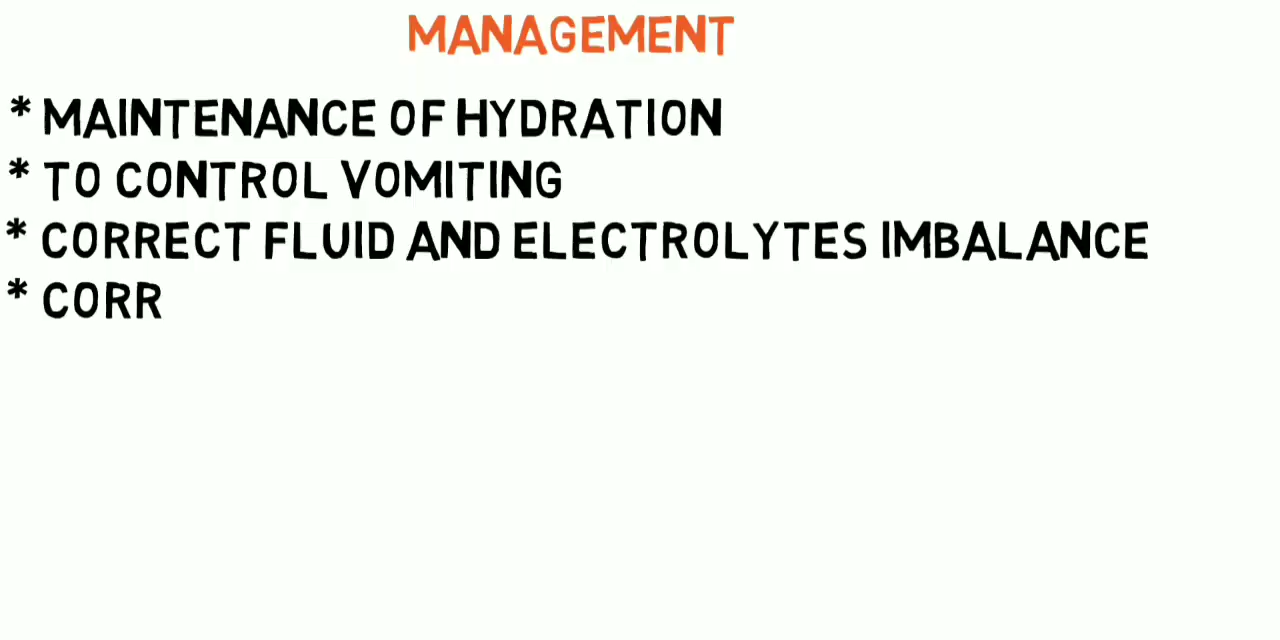 MANAGEMENT
* MAINTENANCE OF HYDRATION
* TO CONTROL VOMITING
* CORRECT FLUID AND ELECTROLYTES IMBALANCE
* CORR